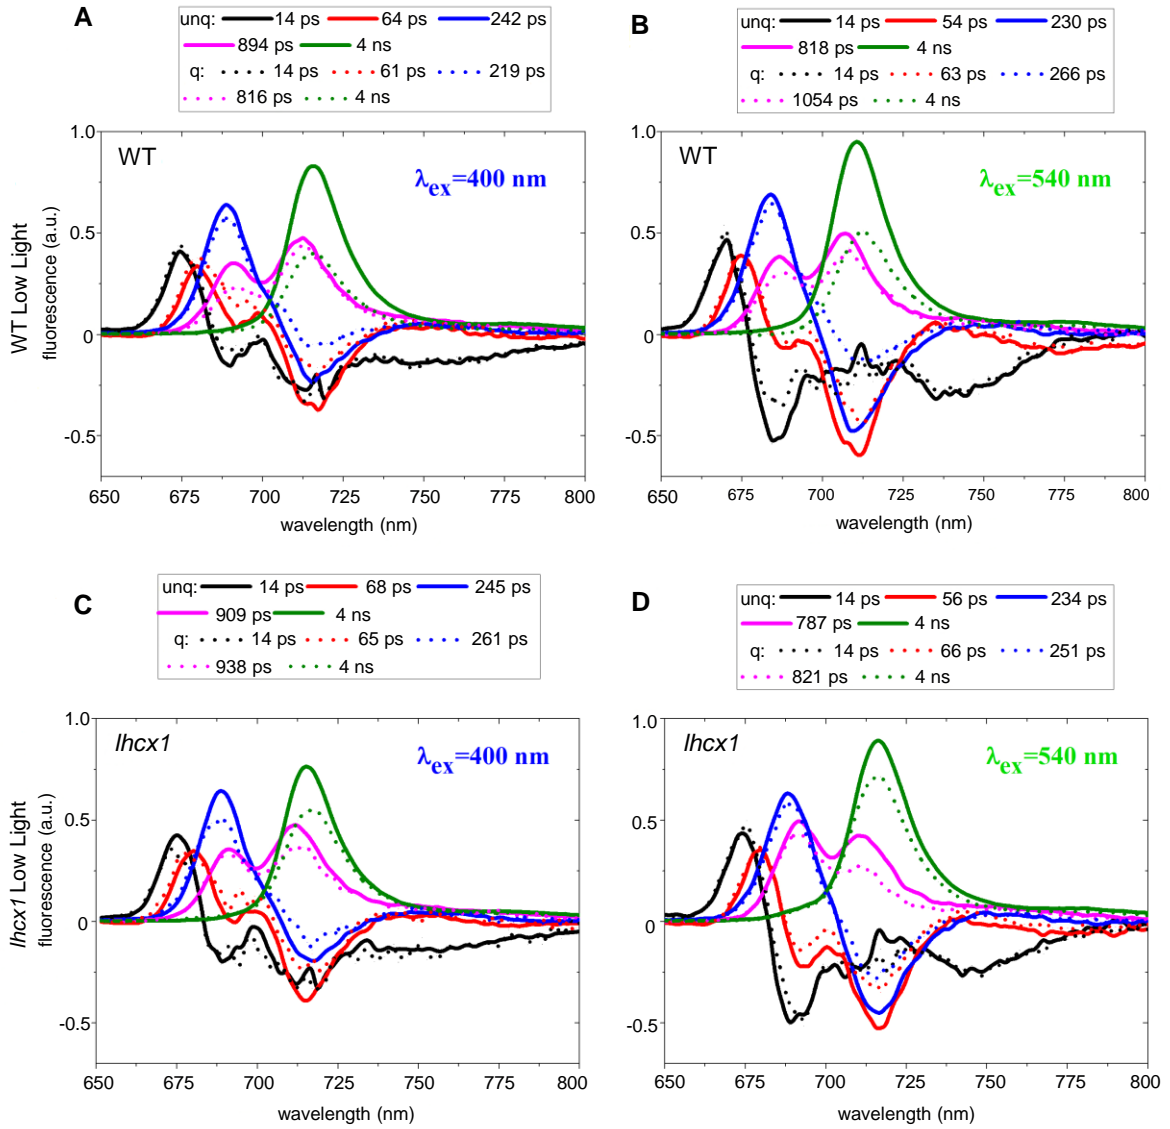 A
unq: 14 ps 64 ps 242 ps
894 ps 4 ns
q: 14 ps 61 ps 219 ps
816 ps 4 ns
WT
λex=400 nm
1.0
0.5
0
-0.5
WT Low Light
fluorescence (a.u.)
650 675 700 725 750 775 800
wavelength (nm)
B
unq: 14 ps 54 ps 230 ps
818 ps 4 ns
q: 14 ps 63 ps 266 ps
1054 ps 4 ns
WT
λex=540 nm
1.0
0.5
0
-0.5
650 675 700 725 750 775 800
wavelength (nm)
C
unq: 14 ps 68 ps 245 ps
909 ps 4 ns
q: 14 ps 65 ps 261 ps
938 ps 4 ns
lhcx1
λex=400 nm
1.0
0.5
0
-0.5
lhcx1 Low Light
fluorescence (a.u.)
650 675 700 725 750 775 800
wavelength (nm)
D
unq: 14 ps 56 ps 234 ps
787 ps 4 ns
q: 14 ps 66 ps 251 ps
821 ps 4 ns
lhcx1
λex=540 nm
1.0
0.5
0
-0.5
650 675 700 725 750 775 800
wavelength (nm)